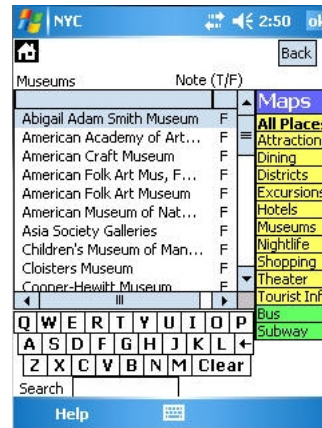 NYC 2:50 ok
Back
Museums Note (T/F)
Abigail Adam Smith Museum F
American Academy of Art... F
American Craft Museum F
American Folk Art Mus, F... F
American Folk Art Museum F
American Museum of Nat... F
Asia Society Galleries F
Children's Museum of Man... F
Cloisters Museum F
Cooper-Hewitt Museum F
Maps
All Place
Attraction
Dining
Districts
Excursions
Hotels
Museums
Nightlife
Shopping
Theater
Tourist Inf
Bus
Subway
Q W E R T Y U I O P
A S D F G H J K L ←
Z X C V B N M Clear
Search
Help